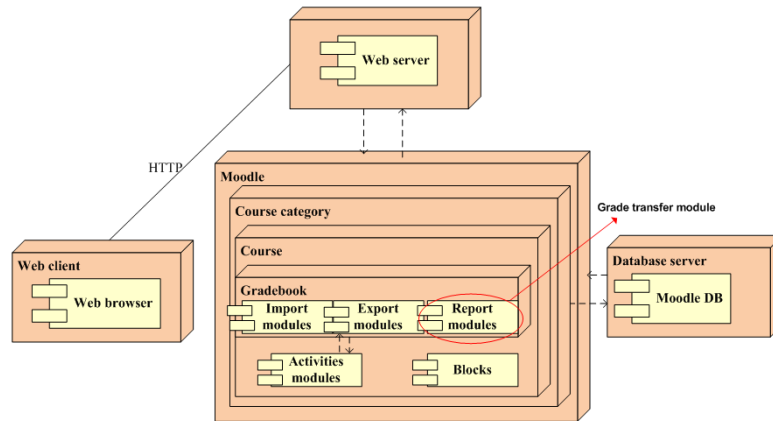 Web server
HTTP
Moodle
Course category
Grade transfer module
Course
Web client
Database server
Web browser
Moodle DB
Gradebook
Import
modules
Export
modules
Report
modules
Activities
modules
Blocks